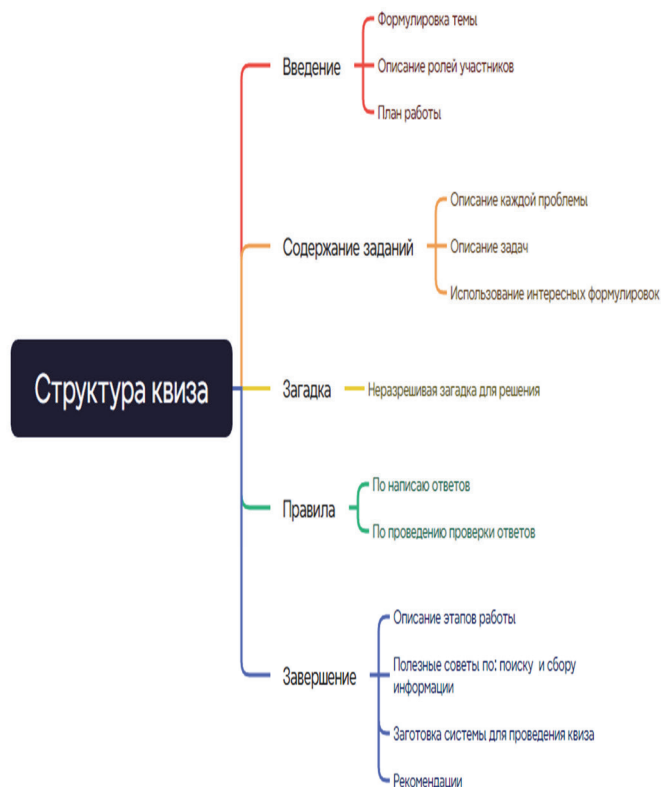 Структура квиза
Введение
Формулировка темы
Описание ролей участников
План работы
Содержание заданий
Описание каждой проблемы
Описание задач
Использование интересных формулировок
Загадка
Неразрешивая загадка для решения
Правила
По написаю ответов
По проведению проверки ответов
Завершение
Описание этапов работы
Полезные советы по: поиску и сбору
информации
Заготовка системы для проведения квиза
Рекомендации